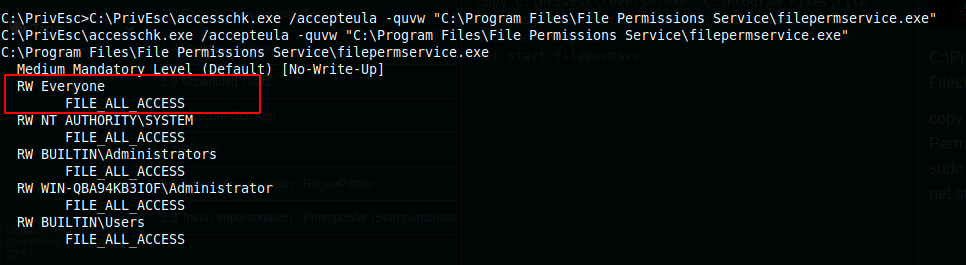 C:\PrivEsc>C:\PrivEsc\accesschk.exe /accepteula -quvw "C:\Program Files\File Permissions Service\filepermservice.exe"
C:\PrivEsc\accesschk.exe /accepteula -quvw "C:\Program Files\File Permissions Service\filepermservice.exe"
C:\Program Files\File Permissions Service\filepermservice.exe
  Medium Mandatory Level (Default) [No-Write-Up]
  RW Everyone
        FILE_ALL_ACCESS
  RW NT AUTHORITY\SYSTEM
        FILE_ALL_ACCESS
  RW BUILTIN\Administrators
        FILE_ALL_ACCESS
  RW WIN-QBA94KB3IOF\Administrator
        FILE_ALL_ACCESS
  RW BUILTIN\Users
        FILE_ALL_ACCESS